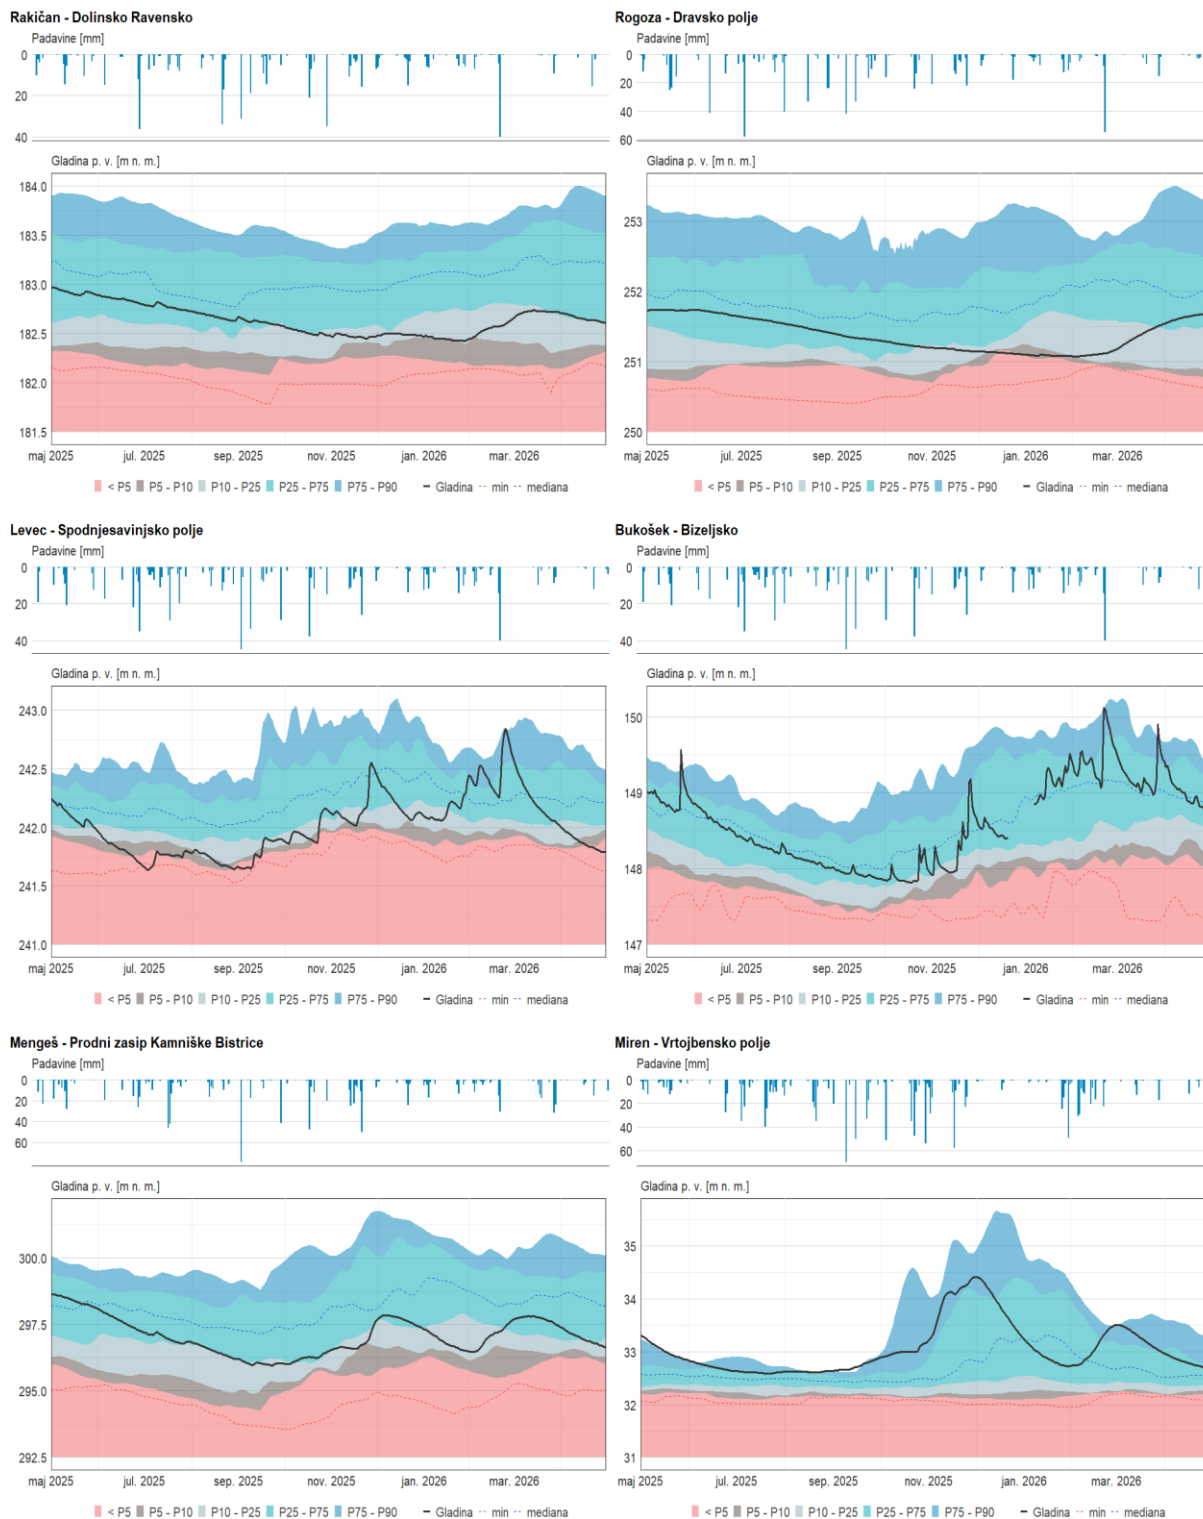 Rakičan - Dolinsko Ravensko
Padavine [mm]
0
20
40
Gladina p. v. [m n. m.]
184.0
183.5
183.0
182.5
182.0
181.5
maj 2025 jul. 2025 sep. 2025 nov. 2025 jan. 2026 mar. 2026
< P5 P5 - P10 P10 - P25 P25 - P75 P75 - P90 Gladina min mediana
Rogoza - Dravsko polje
Padavine [mm]
0
20
40
60
Gladina p. v. [m n. m.]
253
252
251
250
maj 2025 jul. 2025 sep. 2025 nov. 2025 jan. 2026 mar. 2026
< P5 P5 - P10 P10 - P25 P25 - P75 P75 - P90 Gladina min mediana
Levec - Spodnjesavinjsko polje
Padavine [mm]
0
20
40
Gladina p. v. [m n. m.]
243.0
242.5
242.0
241.5
241.0
maj 2025 jul. 2025 sep. 2025 nov. 2025 jan. 2026 mar. 2026
< P5 P5 - P10 P10 - P25 P25 - P75 P75 - P90 Gladina min mediana
Bukošek - Bizeljsko
Padavine [mm]
0
20
40
Gladina p. v. [m n. m.]
150
149
148
147
maj 2025 jul. 2025 sep. 2025 nov. 2025 jan. 2026 mar. 2026
< P5 P5 - P10 P10 - P25 P25 - P75 P75 - P90 Gladina min mediana
Mengeš - Prodni zasip Kamniške Bistrice
Padavine [mm]
0
20
40
60
Gladina p. v. [m n. m.]
300.0
297.5
295.0
292.5
maj 2025 jul. 2025 sep. 2025 nov. 2025 jan. 2026 mar. 2026
< P5 P5 - P10 P10 - P25 P25 - P75 P75 - P90 Gladina min mediana
Miren - Vrtojbensko polje
Padavine [mm]
0
20
40
60
Gladina p. v. [m n. m.]
35
34
33
32
31
maj 2025 jul. 2025 sep. 2025 nov. 2025 jan. 2026 mar. 2026
< P5 P5 - P10 P10 - P25 P25 - P75 P75 - P90 Gladina min mediana